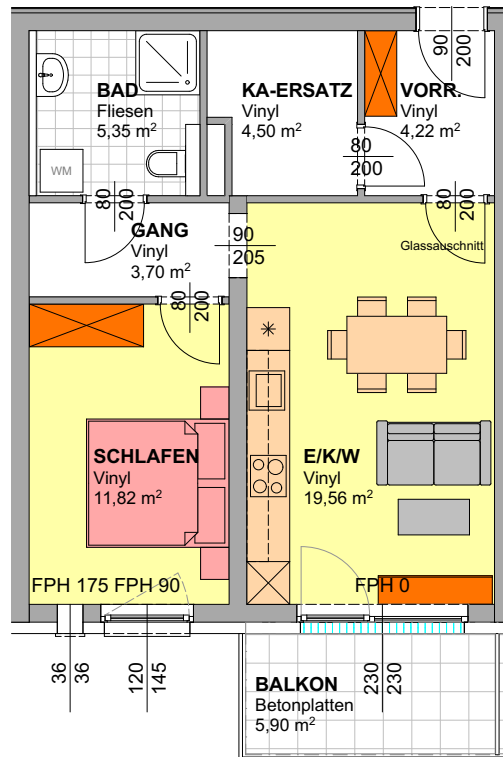 90
200
BAD
Fliesen
5,35 m²
KA-ERSATZ
Vinyl
4,50 m²
VORR.
Vinyl
4,22 m²
WM
80
200
80
200
80
200
GANG
Vinyl
3,70 m²
90
205
Glassauschnitt
80
200
SCHLAFEN
Vinyl
11,82 m²
E/K/W
Vinyl
19,56 m²
FPH 175 FPH 90
FPH 0
36
36
120
145
BALKON
Betonplatten
5,90 m²
230
230